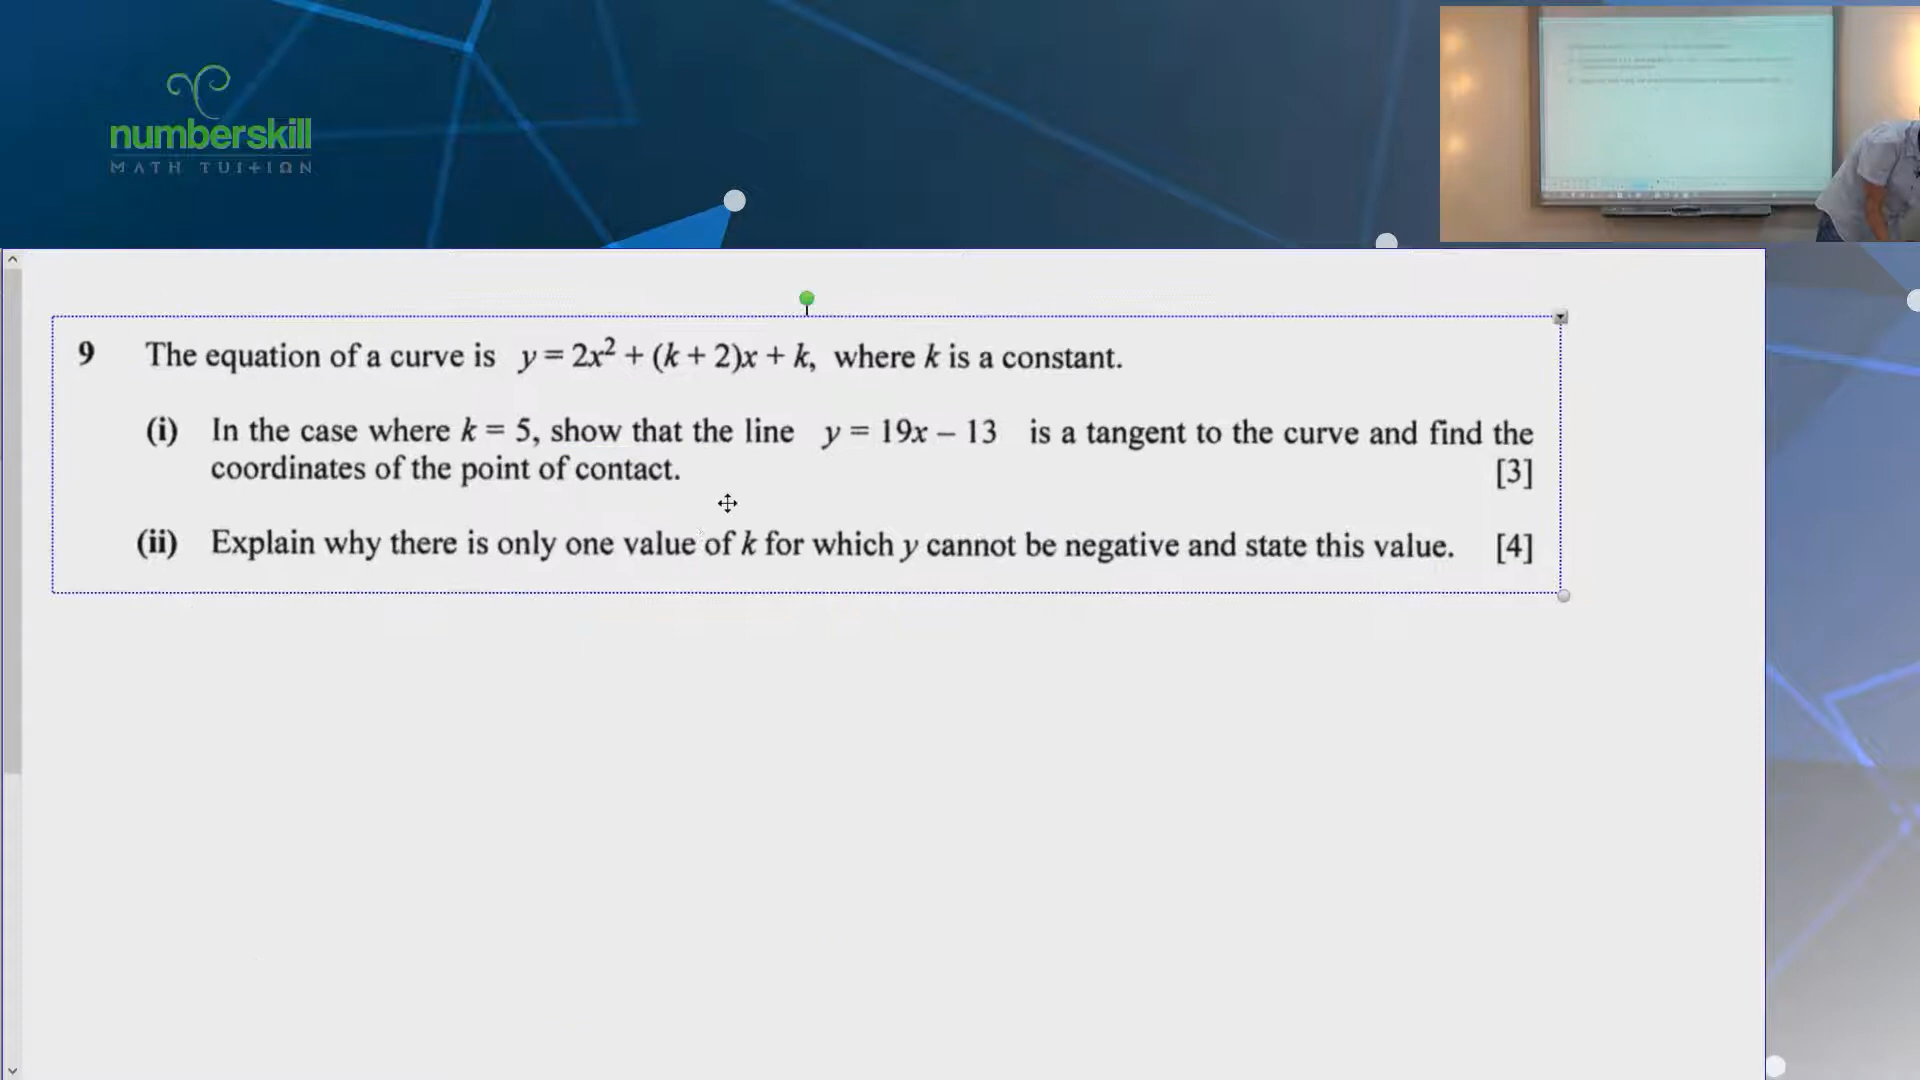 numberskill
MATH TUITION
9 The equation of a curve is y = 2x² + (k + 2)x + k, where k is a constant.
(i) In the case where k = 5, show that the line y = 19x – 13 is a tangent to the curve and find the
coordinates of the point of contact. [3]
(ii) Explain why there is only one value of k for which y cannot be negative and state this value. [4]